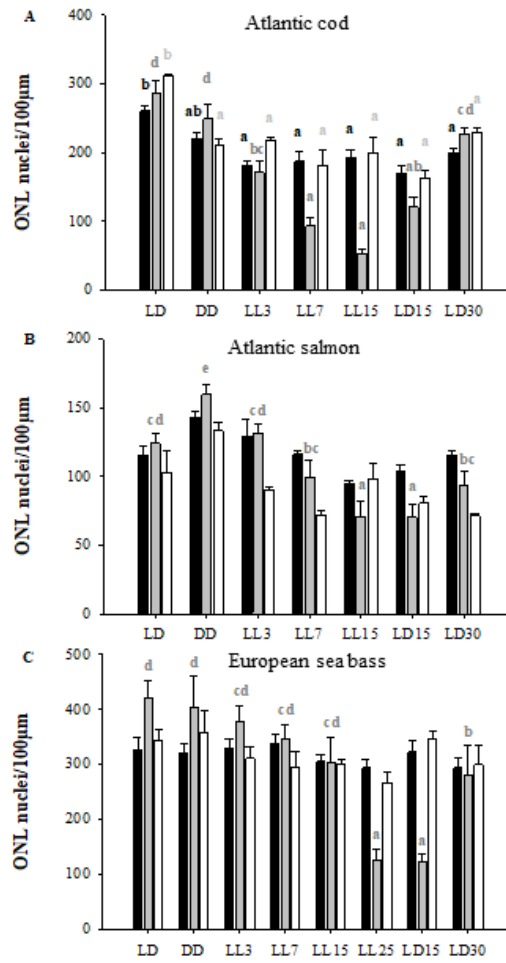 A
Atlantic cod
400
300
200
100
0
ONL nuclei/100µm
b d b
ab d a
a bc a
a a a
a a a
a ab a
a cd a
LD DD LL3 LL7 LL15 LD15 LD30
B
Atlantic salmon
200
150
100
50
0
ONL nuclei/100µm
cd e cd bc a a bc
LD DD LL3 LL7 LL15 LD15 LD30
C
European sea bass
500
400
300
200
100
0
ONL nuclei/100µm
d d cd cd cd a a b
LD DD LL3 LL7 LL15 LL25 LD15 LD30